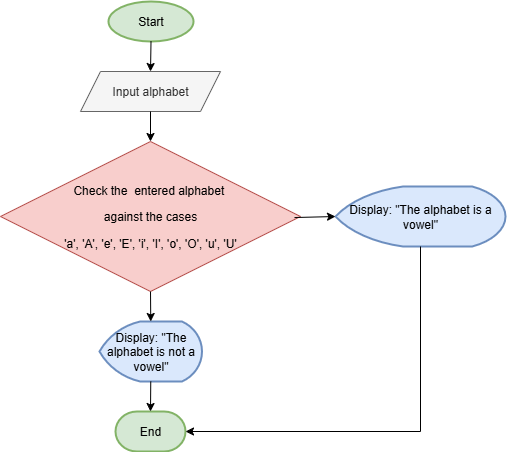 Start
Input alphabet
Check the entered alphabet
against the cases
'a', 'A', 'e', 'E', 'i', 'I', 'o', 'O', 'u', 'U'
Display: "The alphabet is a
vowel"
Display: "The
alphabet is not a
vowel"
End